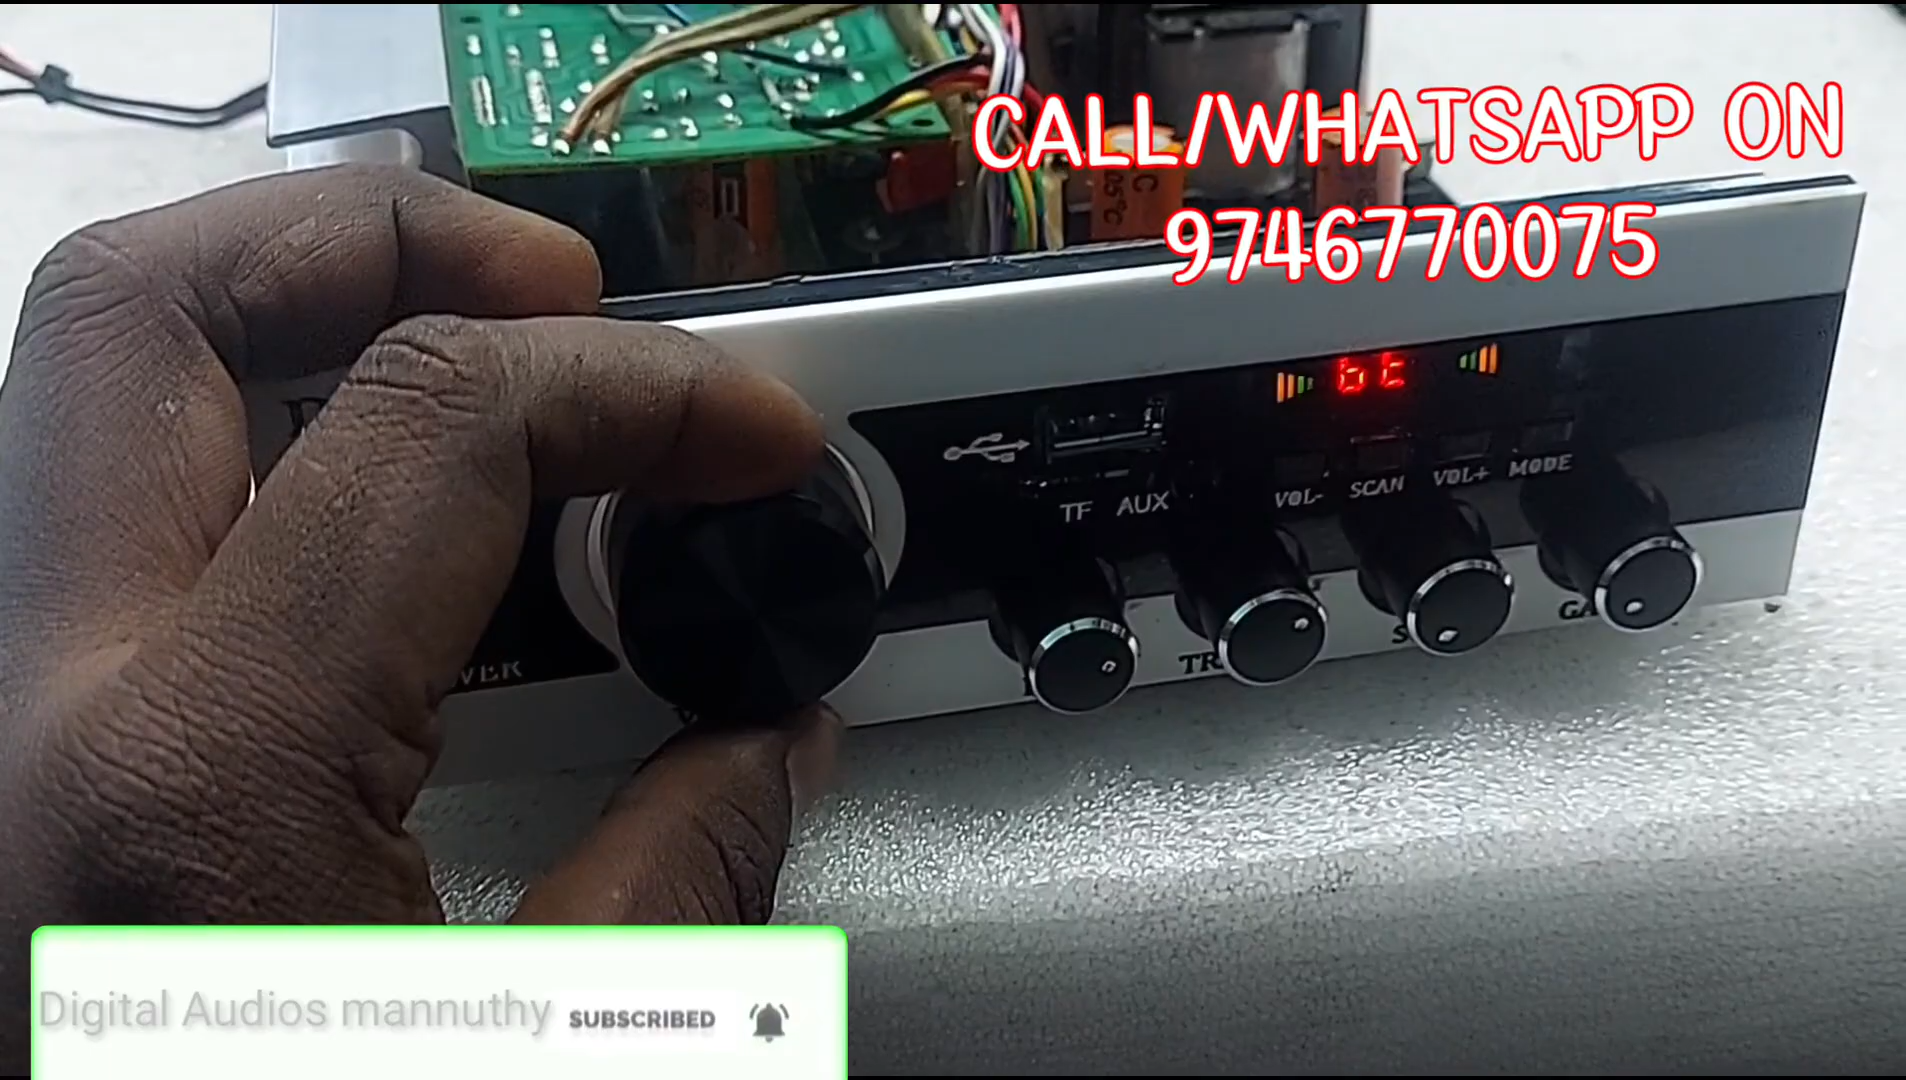 CALL/WHATSAPP ON
9746770075
bt
TF AUX
VOL- SCAN VOL+ MODE
Digital Audios mannuthy SUBSCRIBED